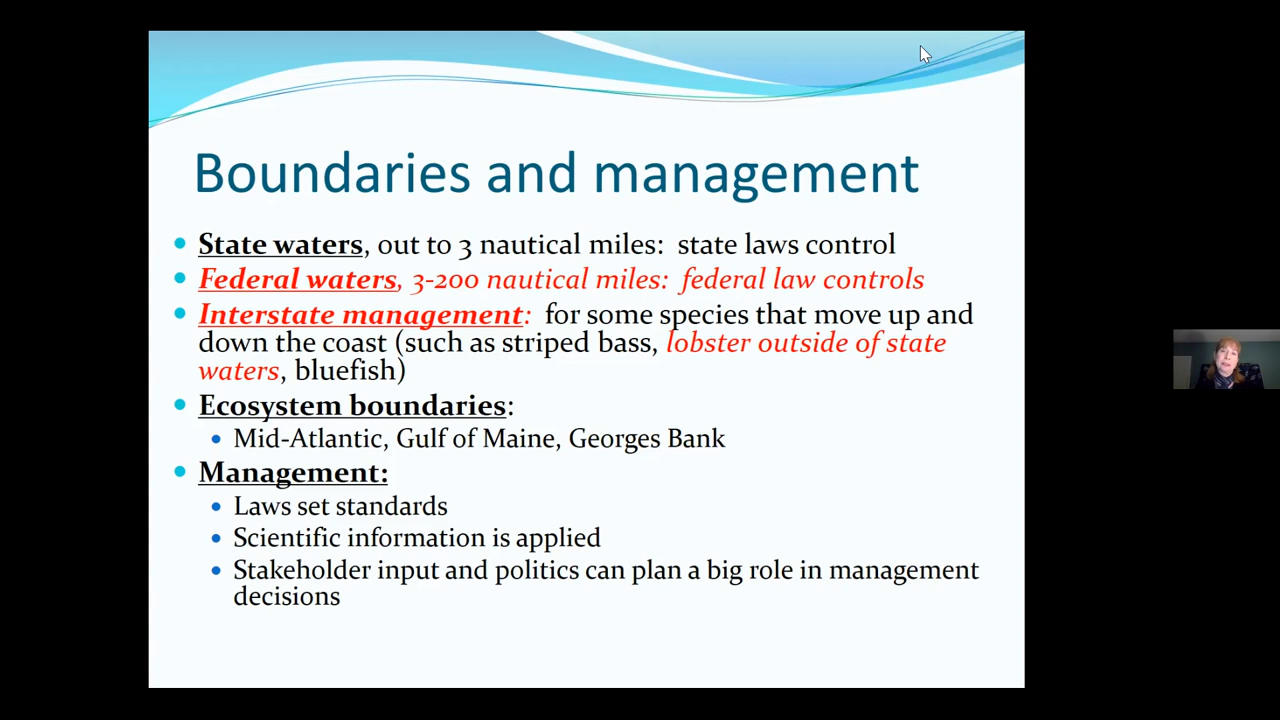 Boundaries and management
State waters, out to 3 nautical miles: state laws control
Federal waters, 3-200 nautical miles: federal law controls
Interstate management: for some species that move up and
down the coast (such as striped bass, lobster outside of state
waters, bluefish)
Ecosystem boundaries:
Mid-Atlantic, Gulf of Maine, Georges Bank
Management:
Laws set standards
Scientific information is applied
Stakeholder input and politics can plan a big role in management
decisions